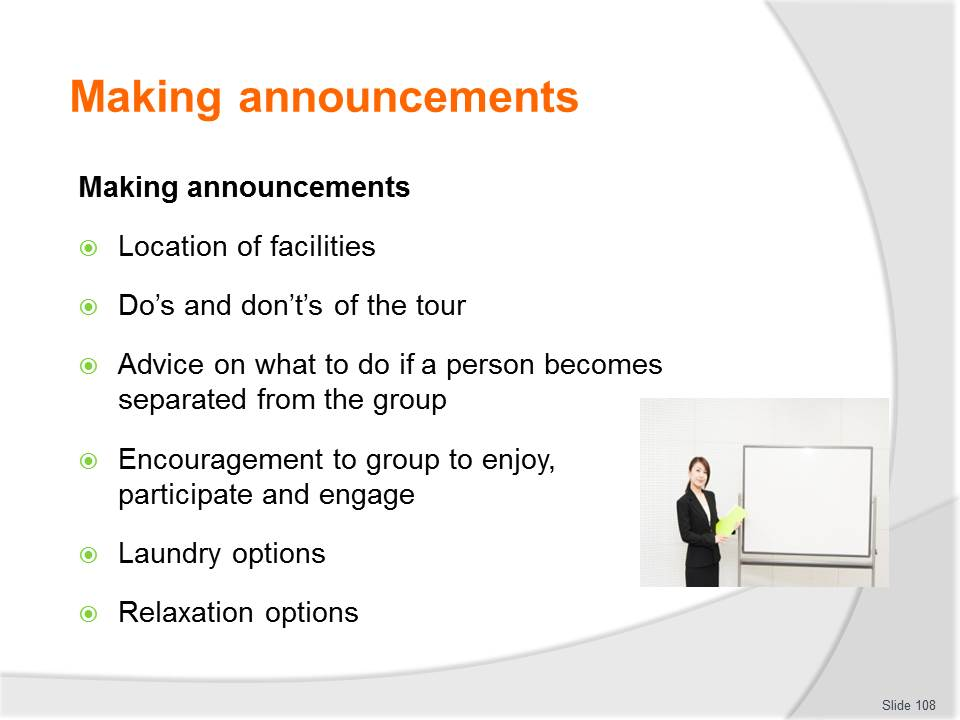 Making announcements
Making announcements
Location of facilities
Do’s and don’t’s of the tour
Advice on what to do if a person becomes
separated from the group
Encouragement to group to enjoy,
participate and engage
Laundry options
Relaxation options
Slide 108